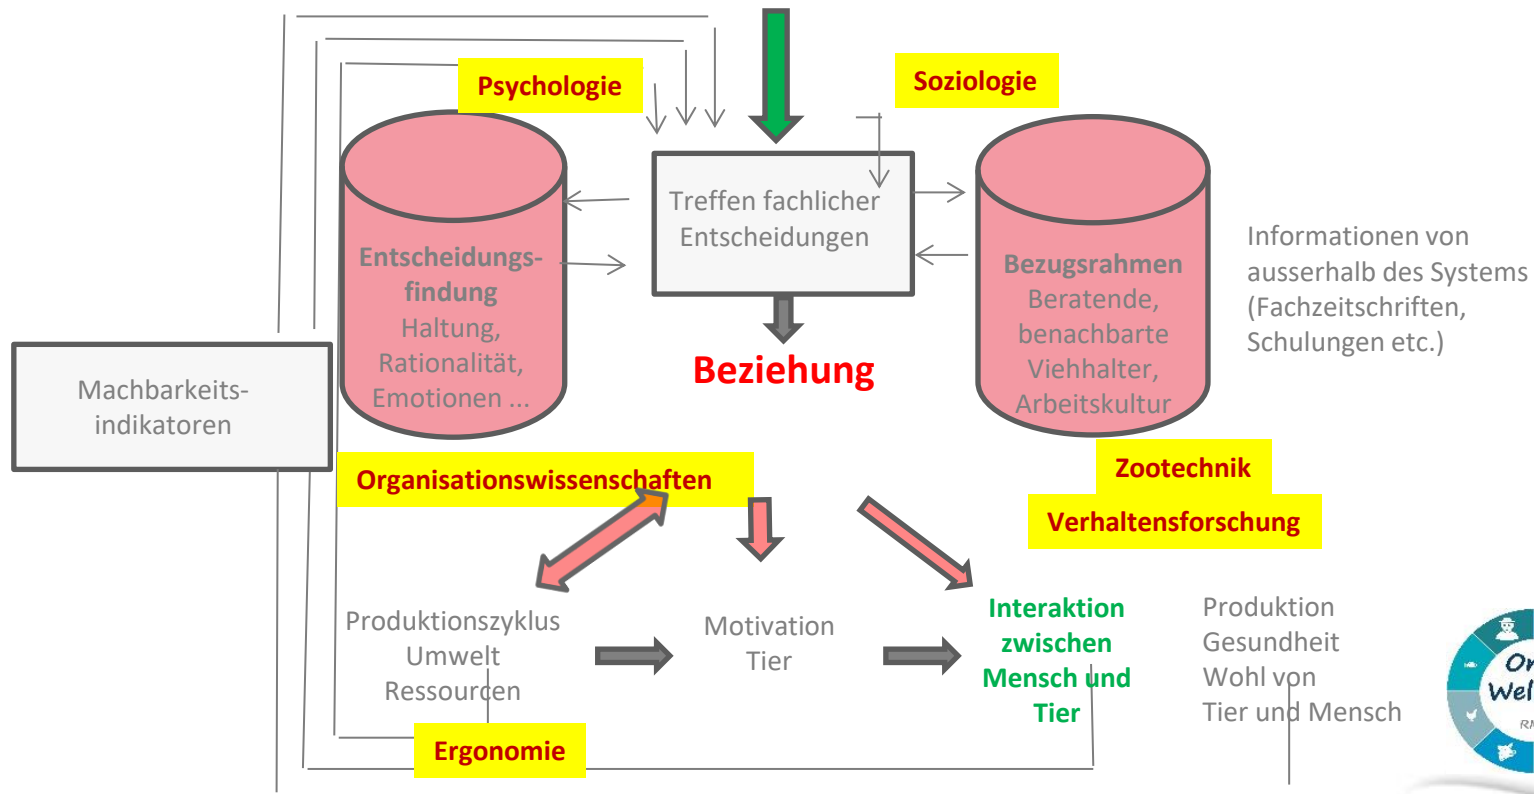 Psychologie
Soziologie
Treffen fachlicher
Entscheidungen
Entscheidungs-
findung
Haltung,
Rationalität,
Emotionen ...
Bezugsrahmen
Beratende,
benachbarte
Viehhalter,
Arbeitskultur
Informationen von
ausserhalb des Systems
(Fachzeitschriften,
Schulungen etc.)
Beziehung
Machbarkeits-
indikatoren
Organisationswissenschaften
Zootechnik
Verhaltensforschung
Produktionszyklus
Umwelt
Ressourcen
Motivation
Tier
Interaktion
zwischen
Mensch und
Tier
Produktion
Gesundheit
Wohl von
Tier und Mensch
Ergonomie